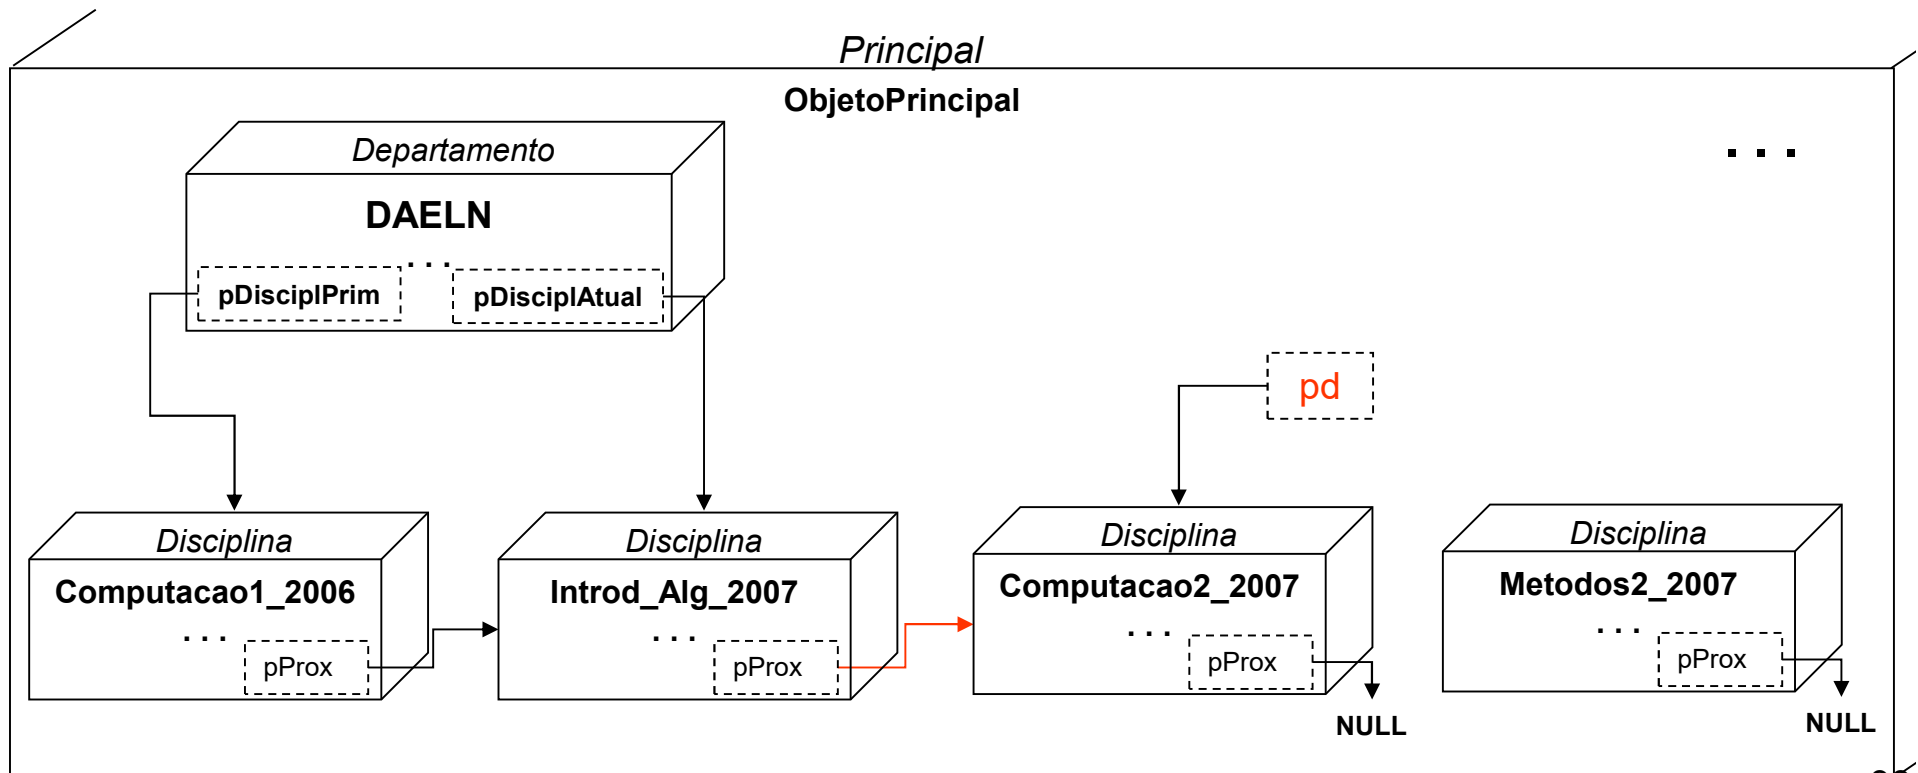 Principal
ObjetoPrincipal
. . .
Departamento
DAELN
. . .
pDisciplPrim
pDisciplAtual
pd
Disciplina
Computacao1_2006
. . .
pProx
Disciplina
Introd_Alg_2007
. . .
pProx
Disciplina
Computacao2_2007
. . .
pProx
NULL
Disciplina
Metodos2_2007
. . .
pProx
NULL